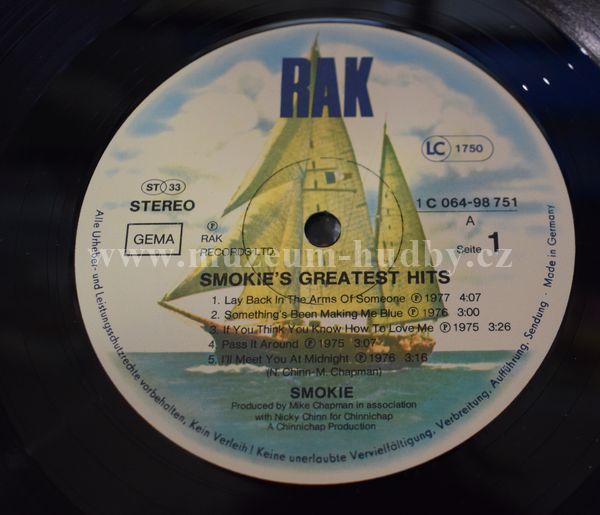 RAK
LC 1750
ST 33
STEREO
GEMA
℗
RAK
RECORDS LTD.
1 C 064-98 751
A
Seite 1
Made in Germany
www.muzeum-hudby.cz
SMOKIE'S GREATEST HITS
1. Lay Back In The Arms Of Someone ℗ 1977 4:07
2. Something's Been Making Me Blue ℗ 1976 3:00
3. If You Think You Know How To Love Me ℗ 1975 3:26
4. Pass It Around ℗ 1975 3:07
5. I'll Meet You At Midnight ℗ 1976 3:16
(N. Chinn-M. Chapman)
SMOKIE
Produced by Mike Chapman in association
with Nicky Chinn for Chinnichap
A Chinnichap Production
Alle Urheber- und Leistungsschutzrechte vorbehalten. Kein Verleih! Keine unerlaubte Vervielfältigung, Verbreitung, Aufführung, Sendung.